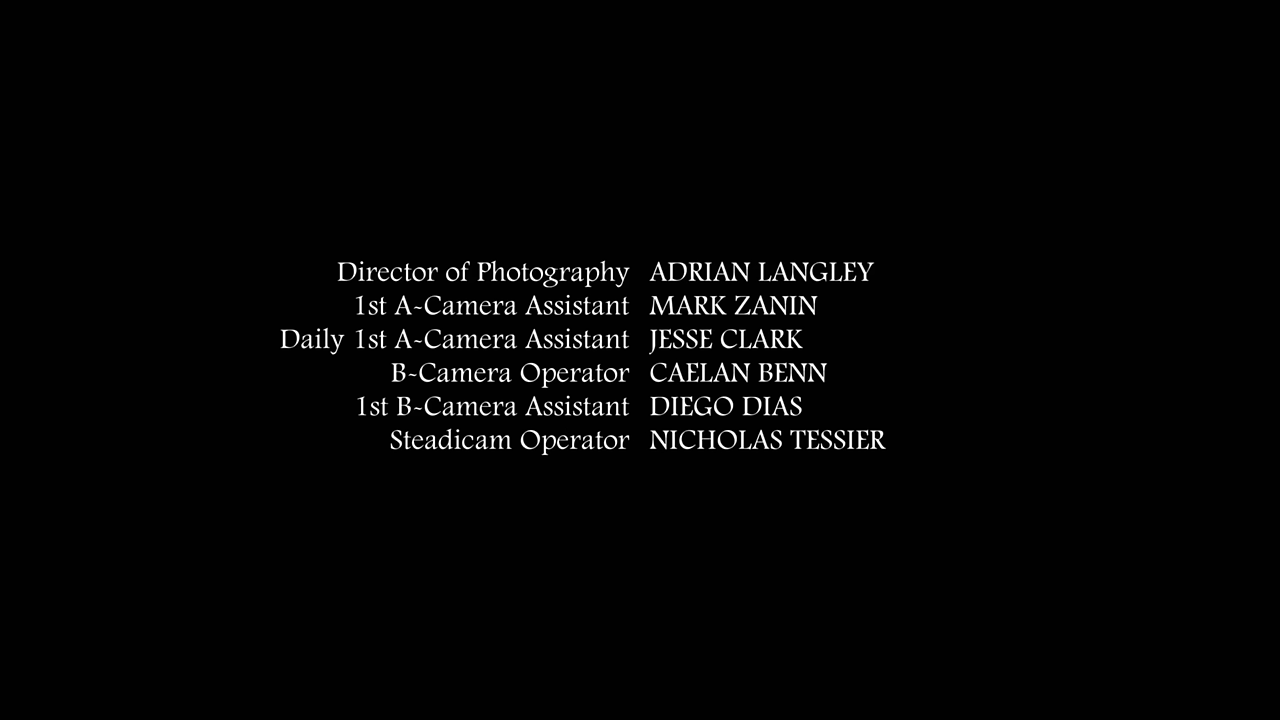 Director of Photography ADRIAN LANGLEY
1st A-Camera Assistant MARK ZANIN
Daily 1st A-Camera Assistant JESSE CLARK
B-Camera Operator CAELAN BENN
1st B-Camera Assistant DIEGO DIAS
Steadicam Operator NICHOLAS TESSIER